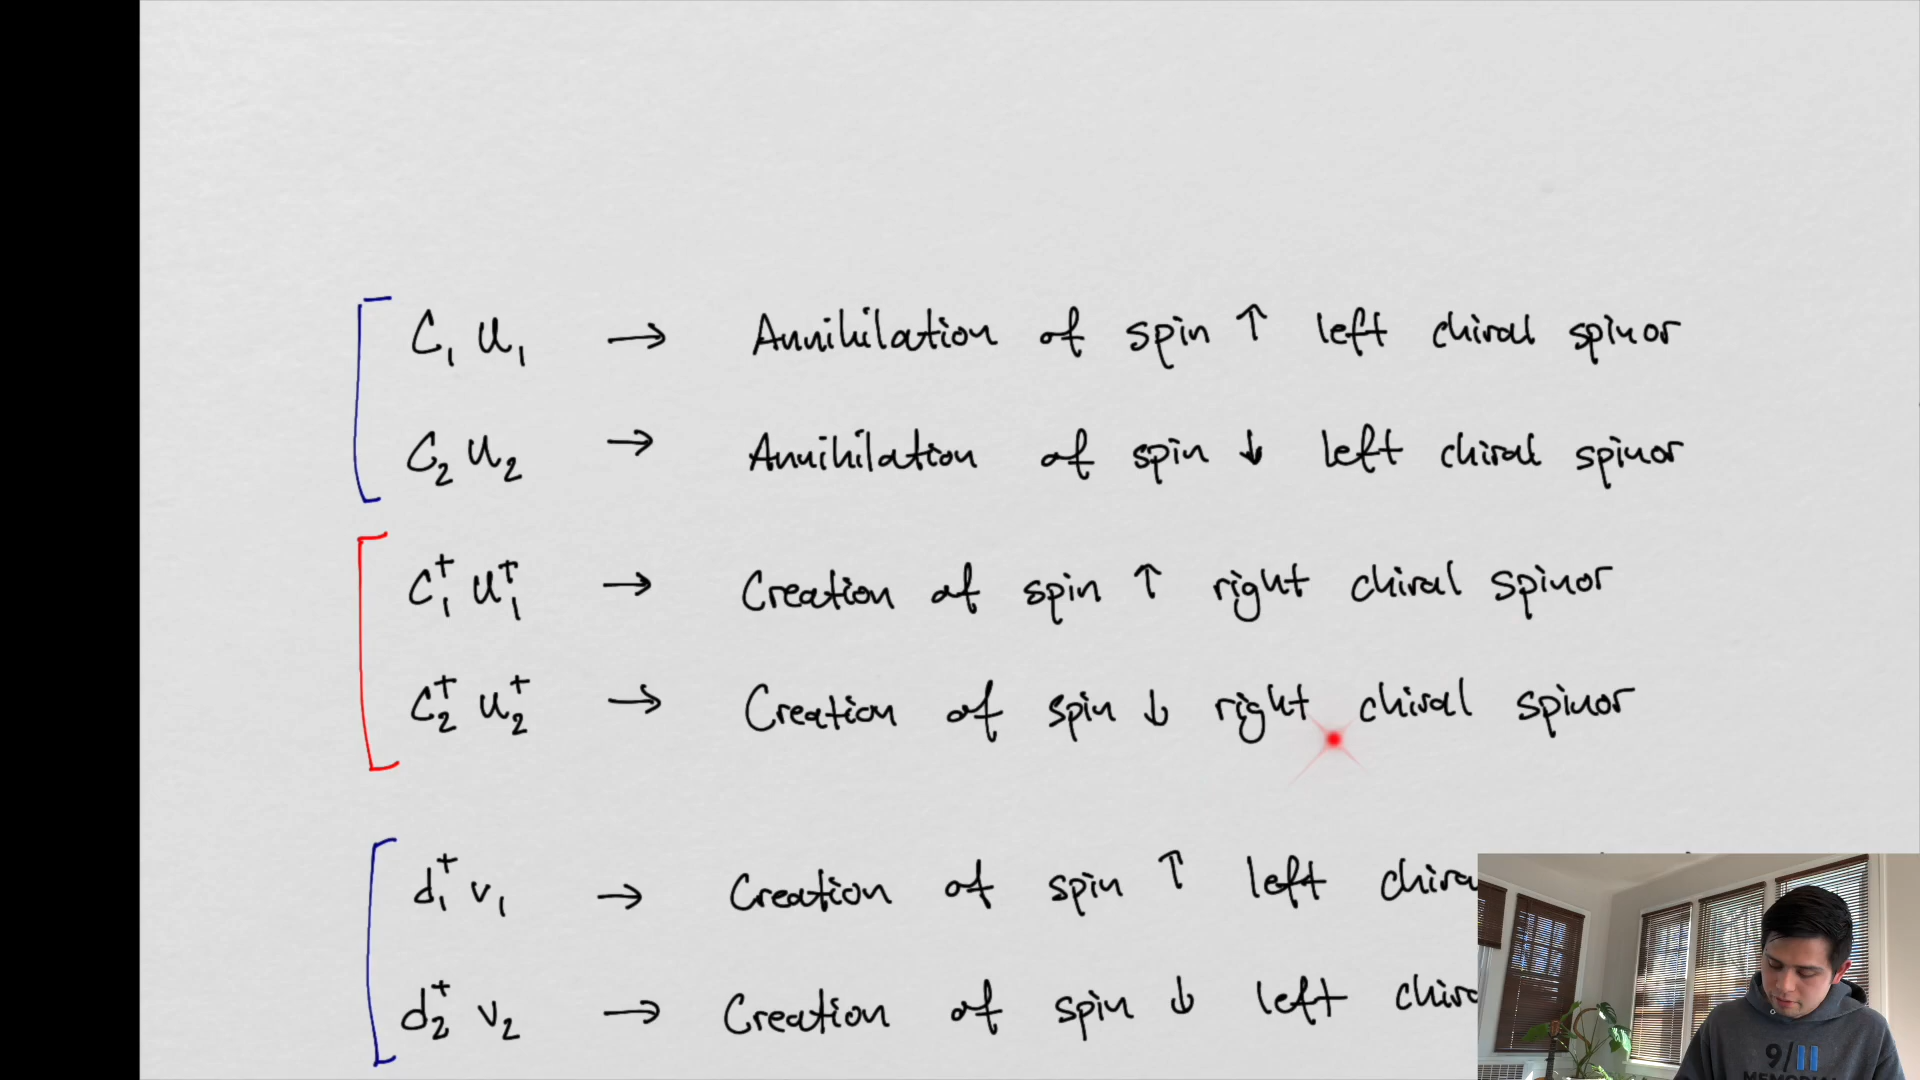 C₁ u₁ → Annihilation of spin ↑ left chiral spinor
C₂ u₂ → Annihilation of spin ↓ left chiral spinor
C₁† u₁† → Creation of spin ↑ right chiral spinor
C₂† u₂† → Creation of spin ↓ right chiral spinor
d₁† v₁ → Creation of spin ↑ left
d₂† v₂ → Creation of spin ↓ left
9/11